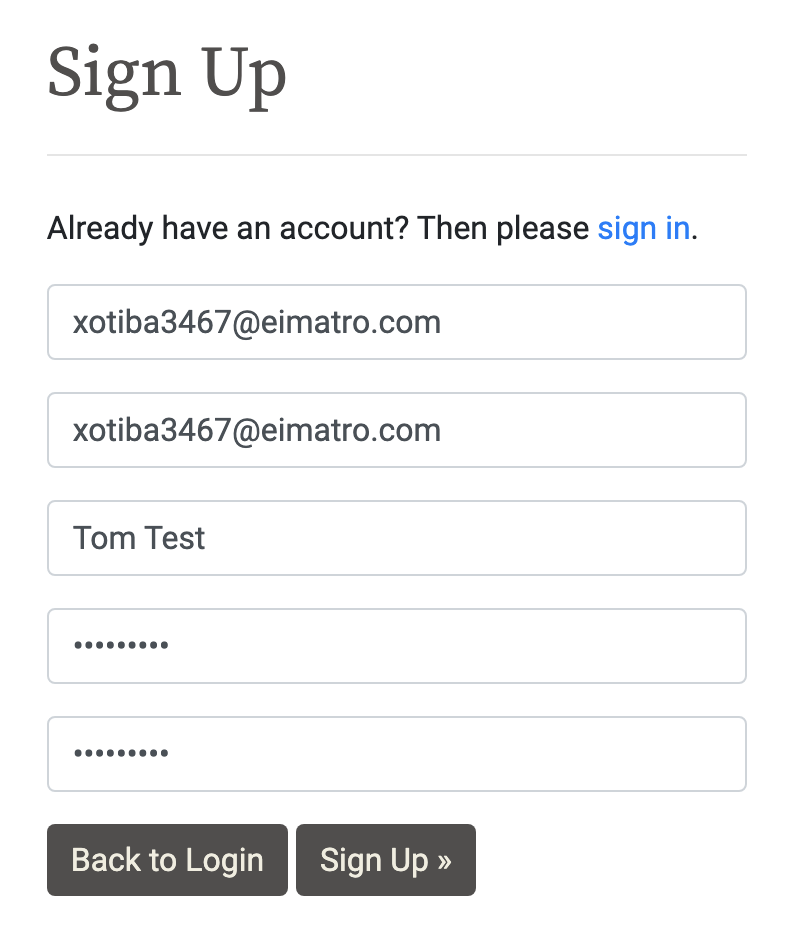 Sign Up
Already have an account? Then please sign in.
xotiba3467@eimatro.com
xotiba3467@eimatro.com
Tom Test
•••••••••
•••••••••
Back to Login
Sign Up »